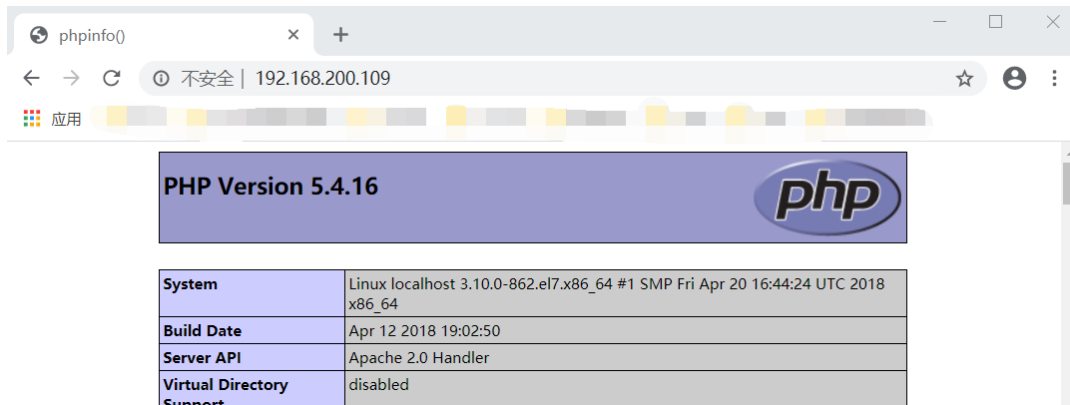 phpinfo()
不安全 | 192.168.200.109
应用
PHP Version 5.4.16
php
System
Linux localhost 3.10.0-862.el7.x86_64 #1 SMP Fri Apr 20 16:44:24 UTC 2018
x86_64
Build Date
Apr 12 2018 19:02:50
Server API
Apache 2.0 Handler
Virtual Directory
Support
disabled